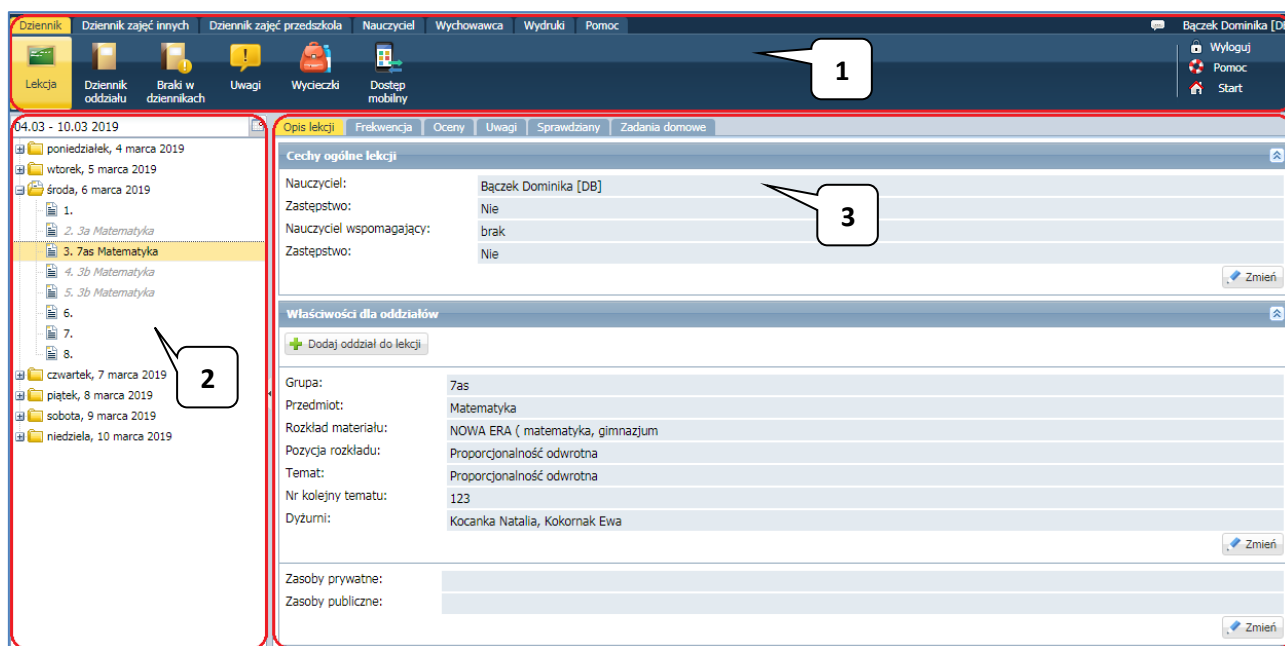 Dziennik Dziennik zajęć innych Dziennik zajęć przedszkola Nauczyciel Wychowawca Wydruki Pomoc Bączek Dominika [D
Lekcja
Dziennik oddziału
Braki w dziennikach
Uwagi
Wycieczki
Dostęp mobilny
1
Wyloguj
Pomoc
Start
04.03 - 10.03 2019
poniedziałek, 4 marca 2019
wtorek, 5 marca 2019
środa, 6 marca 2019
1.
2. 3a Matematyka
3. 7as Matematyka
4. 3b Matematyka
5. 3b Matematyka
6.
7.
8.
czwartek, 7 marca 2019
piątek, 8 marca 2019
sobota, 9 marca 2019
niedziela, 10 marca 2019
2
Opis lekcji Frekwencja Oceny Uwagi Sprawdziany Zadania domowe
Cechy ogólne lekcji
Nauczyciel: Bączek Dominika [DB]
Zastępstwo: Nie
Nauczyciel wspomagający: brak
Zastępstwo: Nie
3
Zmień
Właściwości dla oddziałów
Dodaj oddział do lekcji
Grupa: 7as
Przedmiot: Matematyka
Rozkład materiału: NOWA ERA ( matematyka, gimnazjum
Pozycja rozkładu: Proporcjonalność odwrotna
Temat: Proporcjonalność odwrotna
Nr kolejny tematu: 123
Dyżurni: Kocanka Natalia, Kokornak Ewa
Zmień
Zasoby prywatne:
Zasoby publiczne:
Zmień